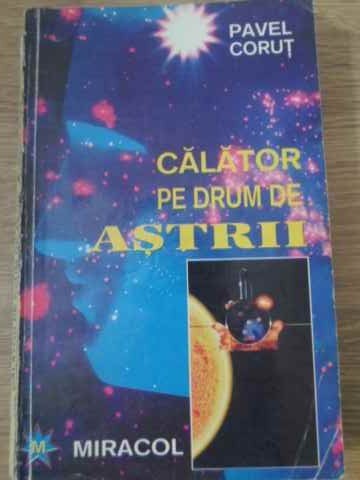 PAVEL
CORUȚ
CĂLĂTOR
PE DRUM DE
AȘTRII
M
MIRACOL